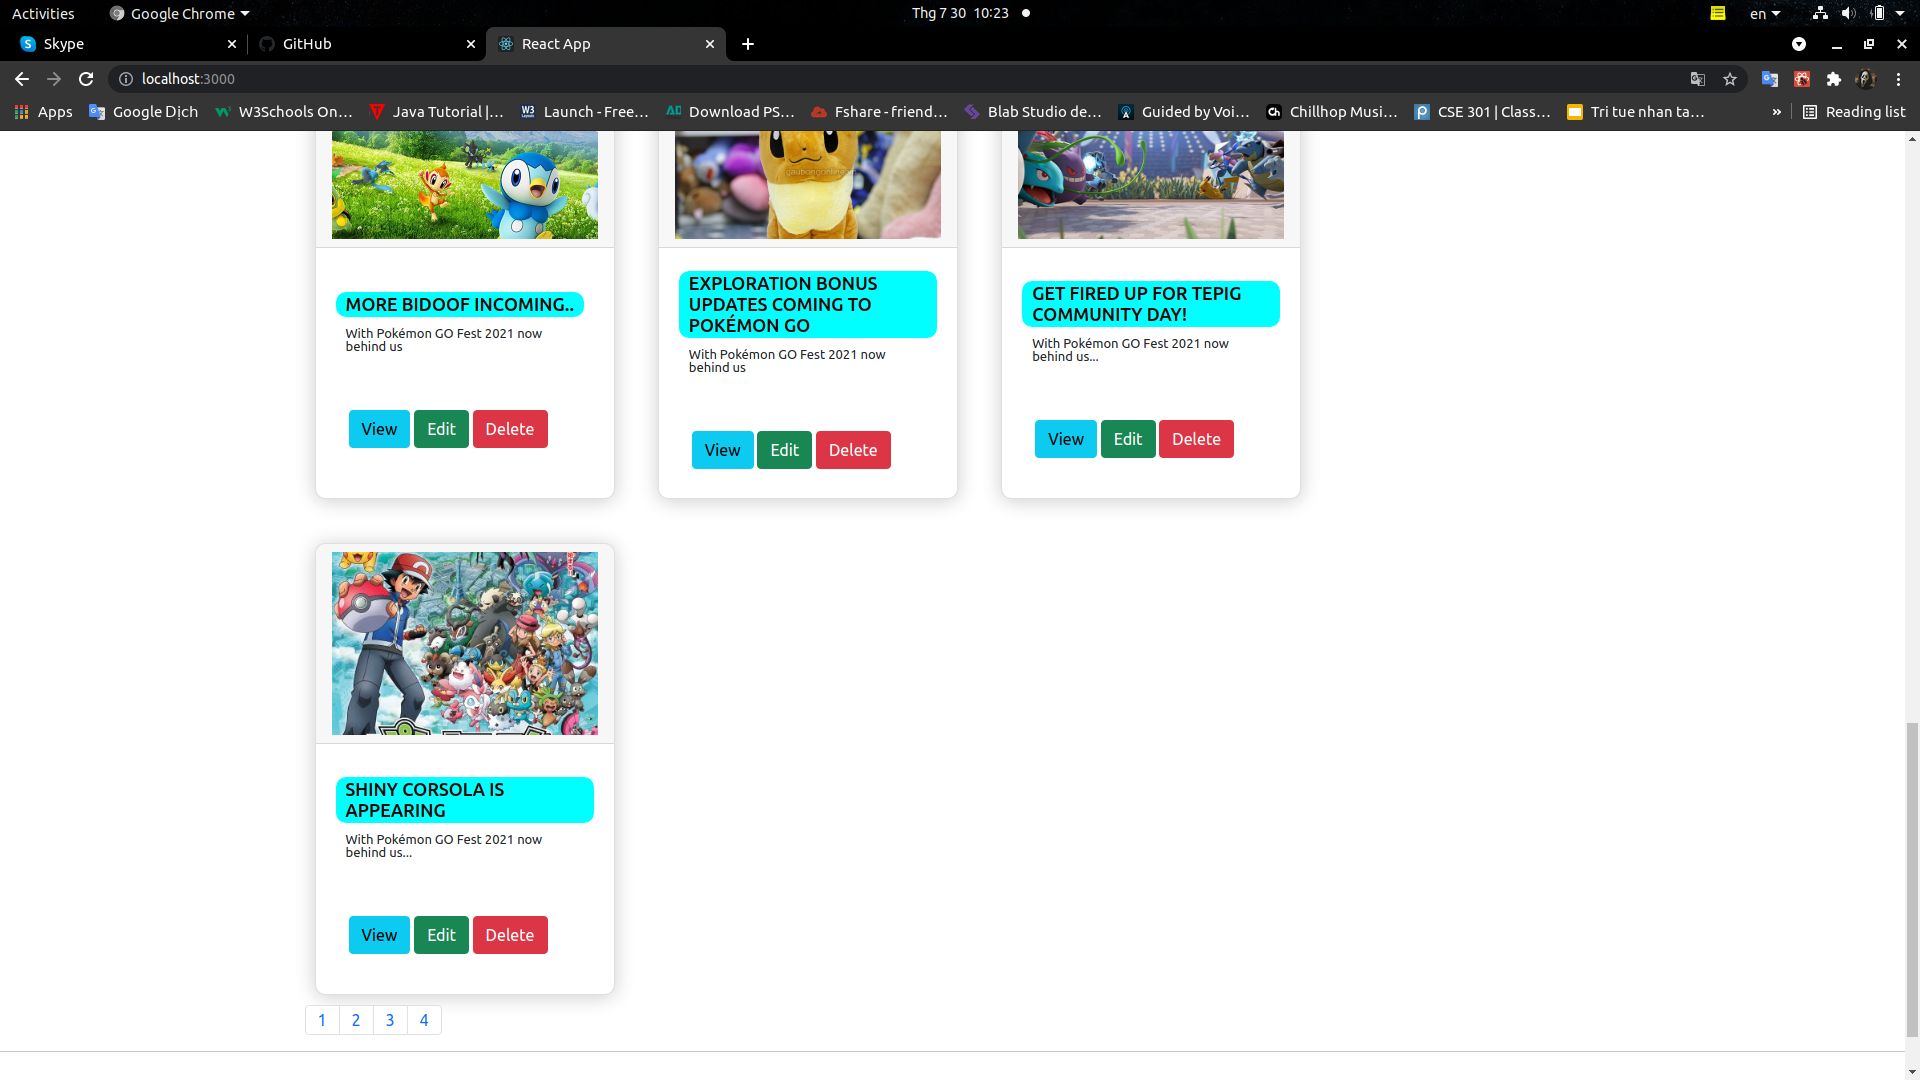 Activities
Google Chrome
Thg 7 30 10:23
en
Skype
GitHub
React App
localhost:3000
Apps
Google Dịch
W3Schools On...
Java Tutorial |...
Launch - Free...
Download PS...
Fshare - friend...
Blab Studio de...
Guided by Voi...
Chillhop Musi...
CSE 301 | Class...
Tri tue nhan ta...
»
Reading list
MORE BIDOOF INCOMING..
With Pokémon GO Fest 2021 now
behind us
View
Edit
Delete
EXPLORATION BONUS
UPDATES COMING TO
POKÉMON GO
With Pokémon GO Fest 2021 now
behind us
View
Edit
Delete
GET FIRED UP FOR TEPIG
COMMUNITY DAY!
With Pokémon GO Fest 2021 now
behind us...
View
Edit
Delete
SHINY CORSOLA IS
APPEARING
With Pokémon GO Fest 2021 now
behind us...
View
Edit
Delete
1
2
3
4